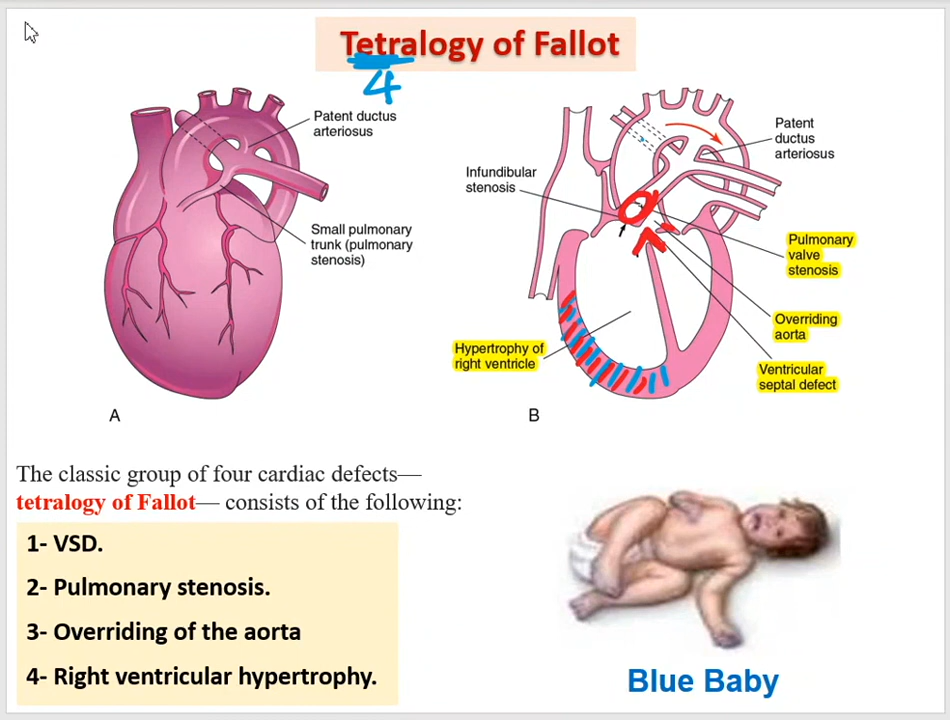 Tetralogy of Fallot
4
Patent ductus
arteriosus
Small pulmonary
trunk (pulmonary
stenosis)
A
Infundibular
stenosis
Patent
ductus
arteriosus
Pulmonary
valve
stenosis
Overriding
aorta
Ventricular
septal defect
Hypertrophy of
right ventricle
B
The classic group of four cardiac defects—
tetralogy of Fallot— consists of the following:
1- VSD.
2- Pulmonary stenosis.
3- Overriding of the aorta
4- Right ventricular hypertrophy.
Blue Baby